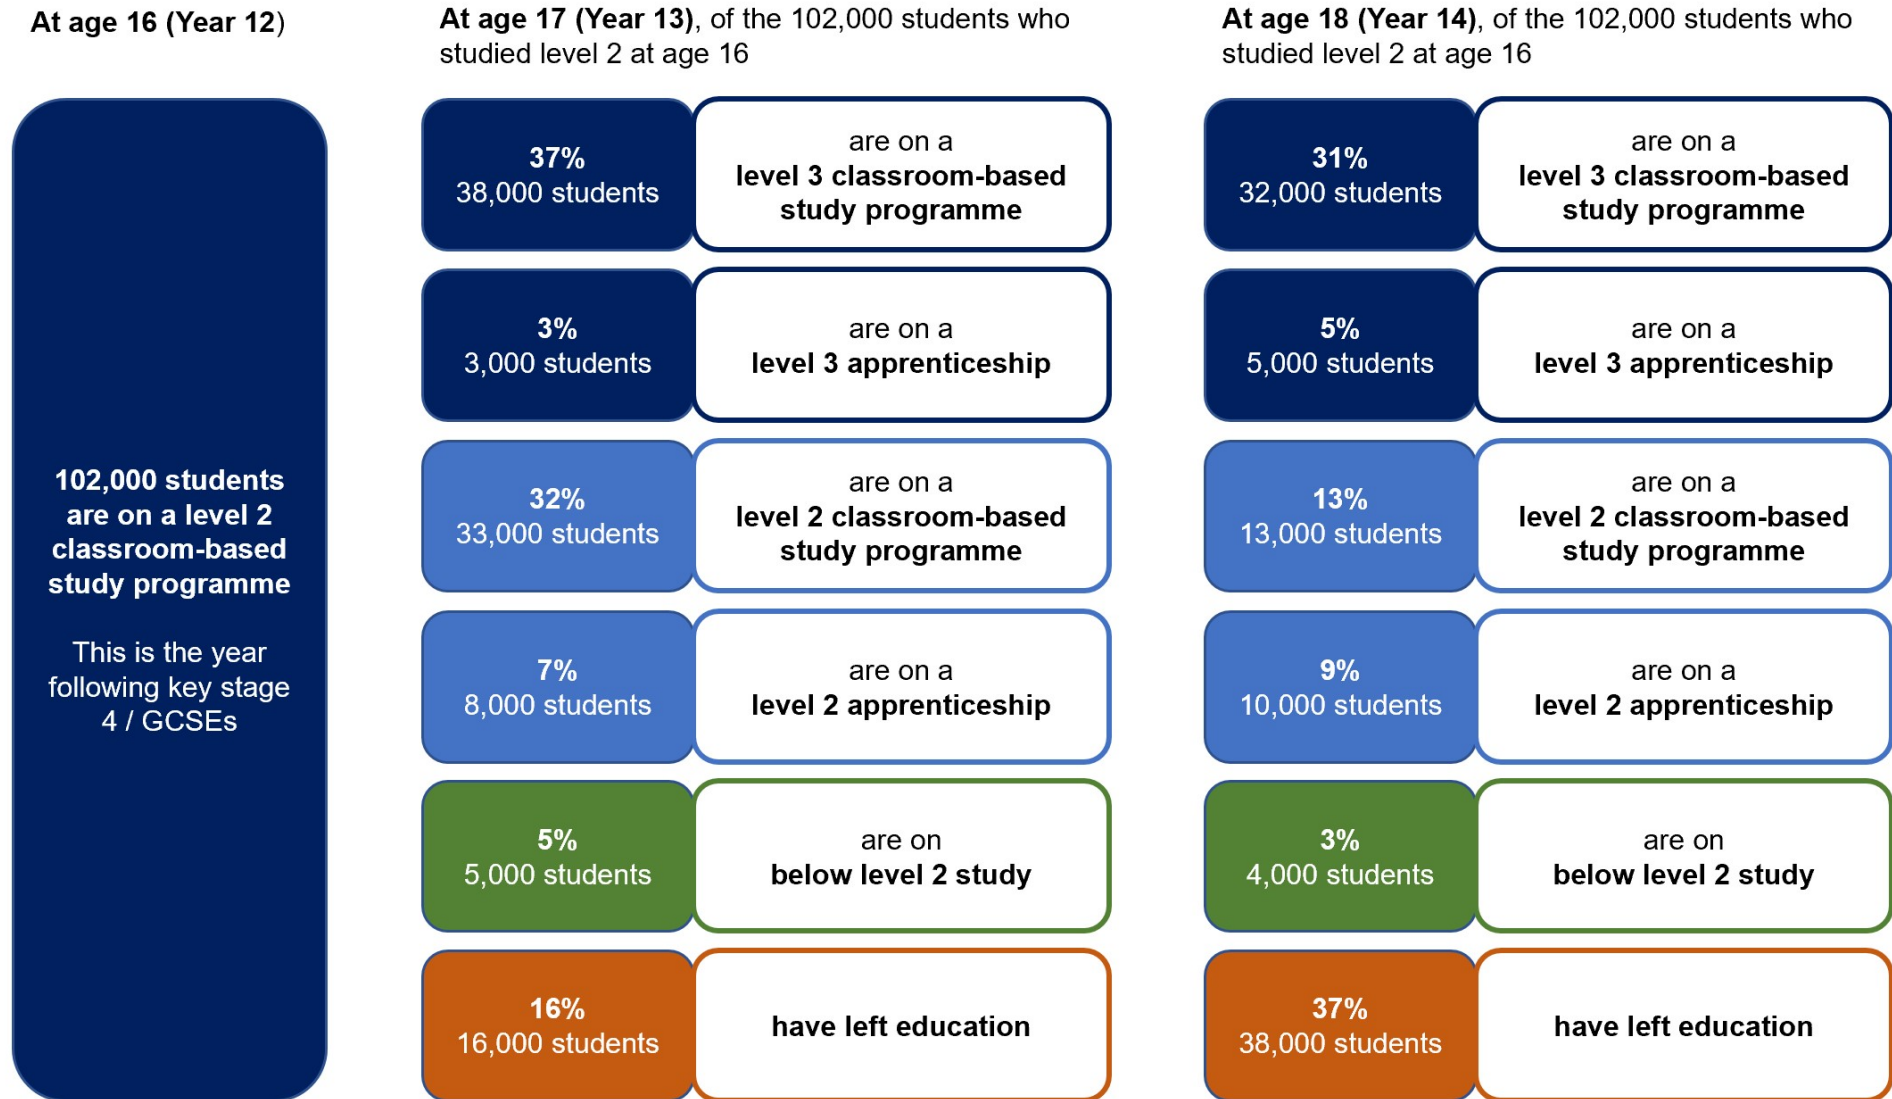 At age 16 (Year 12)
At age 17 (Year 13), of the 102,000 students who
studied level 2 at age 16
At age 18 (Year 14), of the 102,000 students who
studied level 2 at age 16
102,000 students
are on a level 2
classroom-based
study programme
This is the year
following key stage
4 / GCSEs
37%
38,000 students
are on a
level 3 classroom-based
study programme
3%
3,000 students
are on a
level 3 apprenticeship
32%
33,000 students
are on a
level 2 classroom-based
study programme
7%
8,000 students
are on a
level 2 apprenticeship
5%
5,000 students
are on
below level 2 study
16%
16,000 students
have left education
31%
32,000 students
are on a
level 3 classroom-based
study programme
5%
5,000 students
are on a
level 3 apprenticeship
13%
13,000 students
are on a
level 2 classroom-based
study programme
9%
10,000 students
are on a
level 2 apprenticeship
3%
4,000 students
are on
below level 2 study
37%
38,000 students
have left education